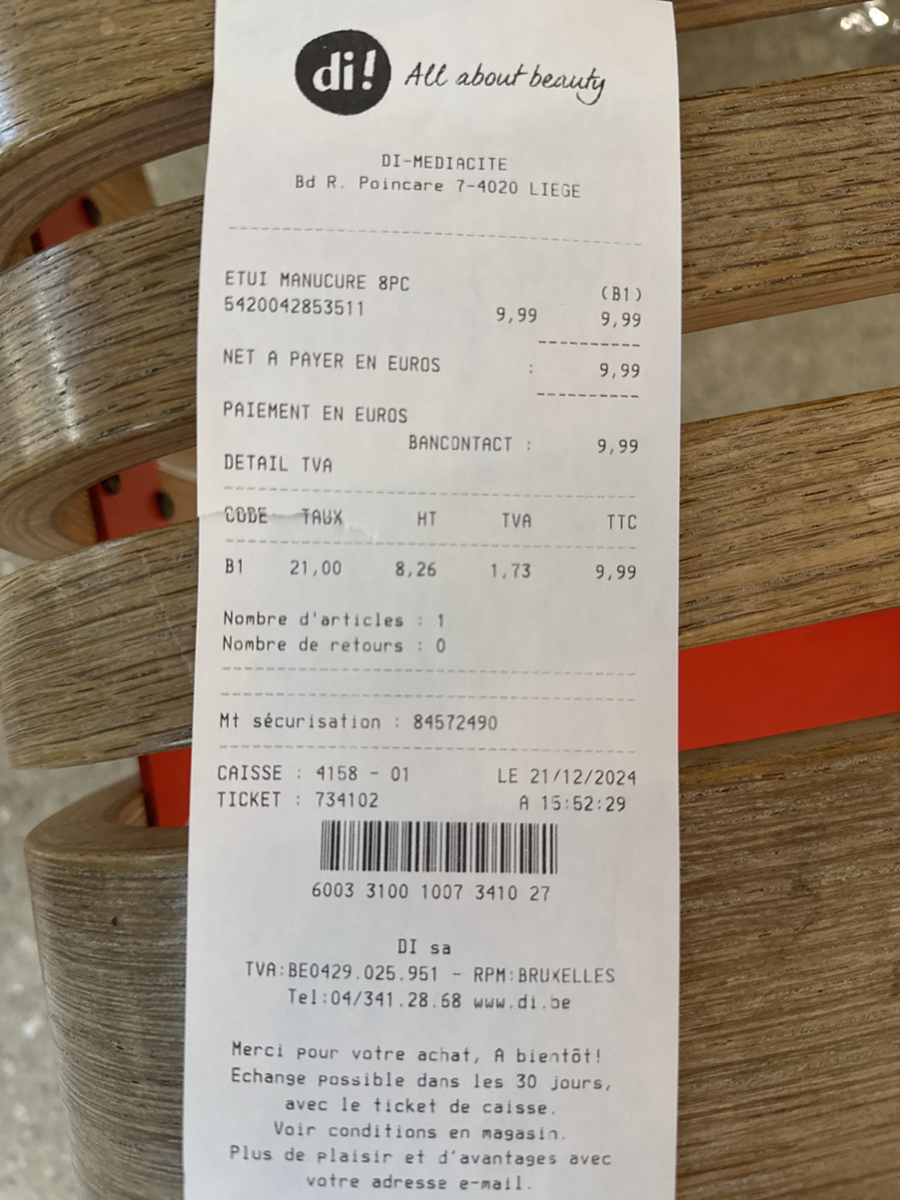 di! All about beauty
DI-MEDIACITE
Bd R. Poincare 7-4020 LIEGE
ETUI MANUCURE 8PC (B1)
5420042853511 9,99 9,99
NET A PAYER EN EUROS : 9,99
PAIEMENT EN EUROS
BANCONTACT : 9,99
DETAIL TVA
CODE TAUX HT TVA TTC
B1 21,00 8,26 1,73 9,99
Nombre d'articles : 1
Nombre de retours : 0
Mt sécurisation : 84572490
CAISSE : 4158 - 01 LE 21/12/2024
TICKET : 734102 A 15:52:29
6003 3100 1007 3410 27
DI sa
TVA:BE0429.025.951 - RPM:BRUXELLES
Tel:04/341.28.68 www.di.be
Merci pour votre achat, A bientôt!
Echange possible dans les 30 jours,
avec le ticket de caisse.
Voir conditions en magasin.
Plus de plaisir et d'avantages avec
votre adresse e-mail.